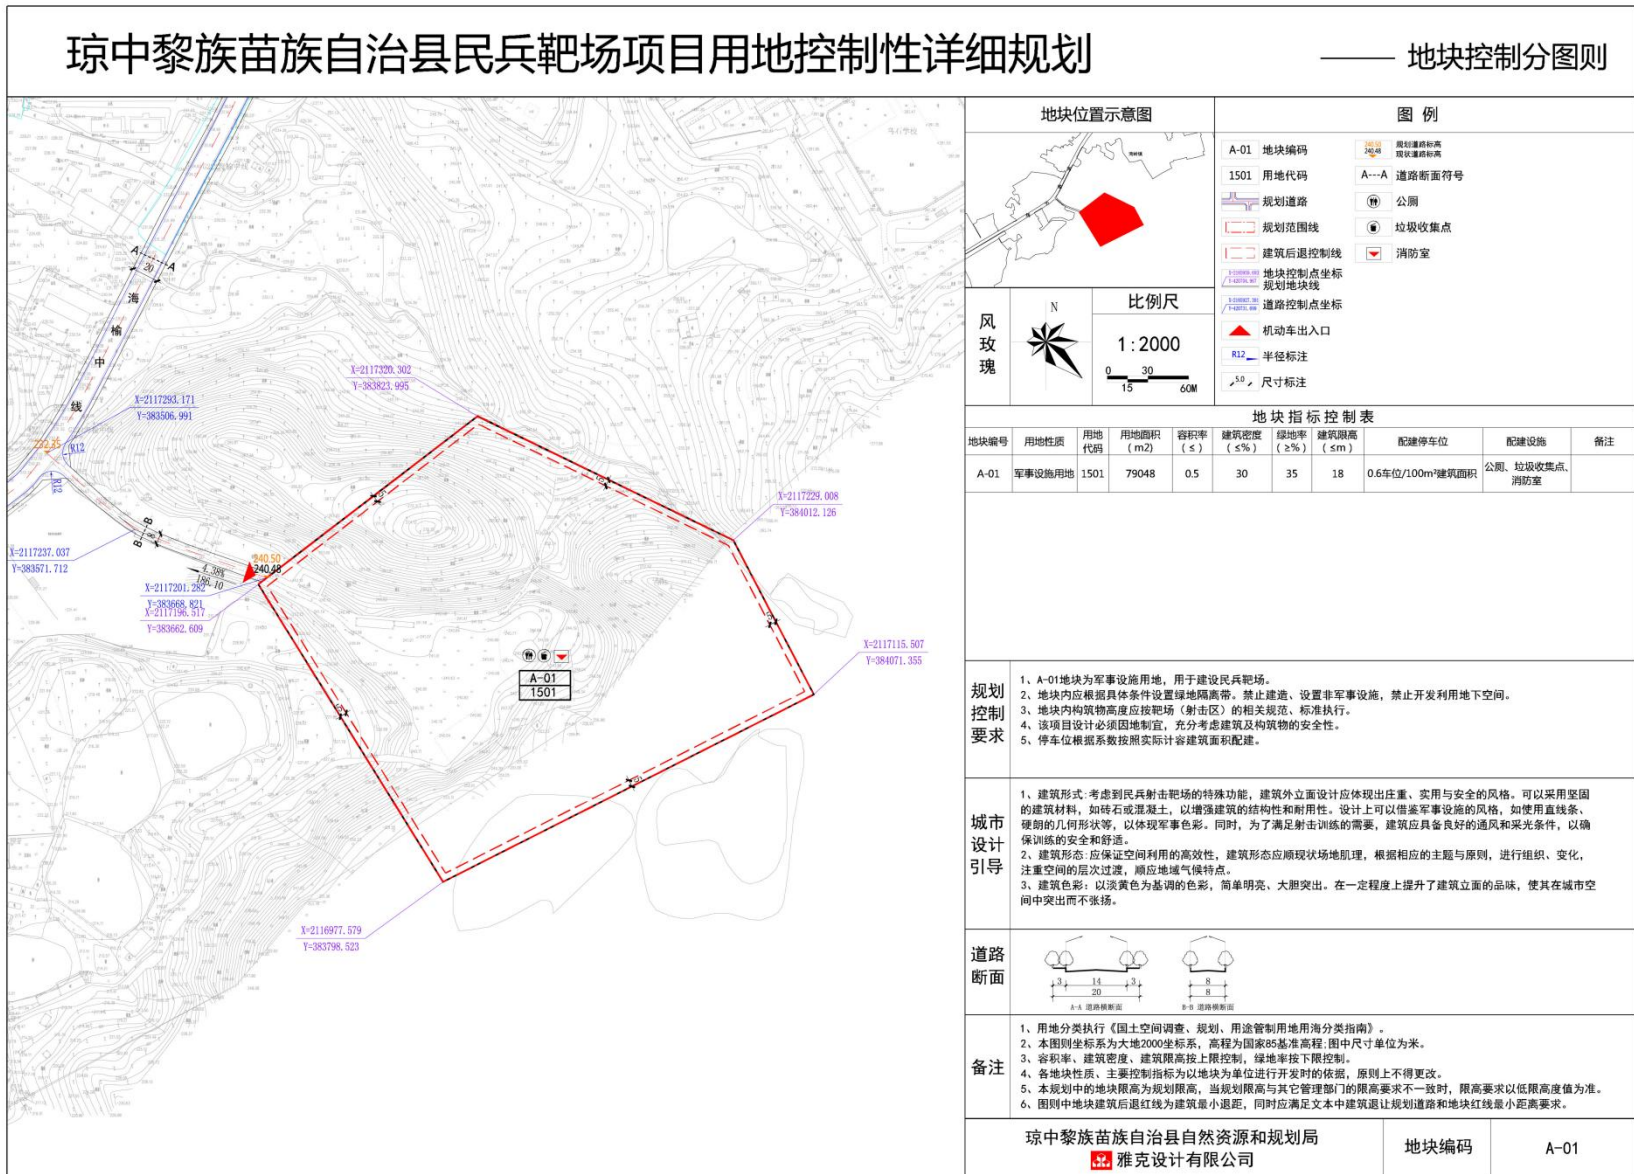 琼中黎族苗族自治县民兵靶场项目用地控制性详细规划
地块控制分图则
A
A
20
海
榆
中
线
X=2117293.171
Y=383506.991
232.35
R12
R12
B
B
8
X=2117237.037
Y=383571.712
4.38%
186.10
240.50
240.48
X=2117201.282
Y=383668.821
X=2117196.517
Y=383662.609
X=2117320.302
Y=383823.995
X=2117229.008
Y=384012.126
X=2117115.507
Y=384071.355
X=2116977.579
Y=383798.523
5
5
5
5
5
A-01
1501
地块位置示意图
图 例
A-01 地块编码
1501 用地代码
规划道路
规划范围线
建筑后退控制线
地块控制点坐标
规划地块线
道路控制点坐标
机动车出入口
R12 半径标注
5.0 尺寸标注
240.50 规划道路标高
240.48 现状道路标高
A---A 道路断面符号
公厕
垃圾收集点
消防室
风玫瑰
N
比例尺
1:2000
0 30
15 60M
地块指标控制表
地块编号 用地性质 用地代码 用地面积(m2) 容积率(≤) 建筑密度(≤%) 绿地率(≥%) 建筑限高(≤m) 配建停车位 配建设施 备注
A-01 军事设施用地 1501 79048 0.5 30 35 18 0.6车位/100m²建筑面积 公厕、垃圾收集点、消防室
规划控制要求
1、A-01地块为军事设施用地，用于建设民兵靶场。
2、地块内应根据具体条件设置绿地隔离带。禁止建造、设置非军事设施，禁止开发利用地下空间。
3、地块内构筑物高度应按靶场（射击区）的相关规范、标准执行。
4、该项目设计必须因地制宜，充分考虑建筑及构筑物的安全性。
5、停车位根据系数按照实际计容建筑面积配建。
城市设计引导
1、建筑形式:考虑到民兵射击靶场的特殊功能，建筑外立面设计应体现出庄重、实用与安全的风格。可以采用坚固
的建筑材料，如砖石或混凝土，以增强建筑的结构性和耐用性。设计上可以借鉴军事设施的风格，如使用直线条、
硬朗的几何形状等，以体现军事色彩。同时，为了满足射击训练的需要，建筑应具备良好的通风和采光条件，以确
保训练的安全和舒适。
2、建筑形态:应保证空间利用的高效性，建筑形态应顺现状场地肌理，根据相应的主题与原则，进行组织、变化，
注重空间的层次过渡，顺应地域气候特点。
3、建筑色彩：以淡黄色为基调的色彩，简单明亮、大胆突出。在一定程度上提升了建筑立面的品味，使其在城市空
间中突出而不张扬。
道路断面
3 14 3
20
A-A 道路横断面
8
8
B-B 道路横断面
备注
1、用地分类执行《国土空间调查、规划、用途管制用地用海分类指南》。
2、本图则坐标系为大地2000坐标系，高程为国家85基准高程;图中尺寸单位为米。
3、容积率、建筑密度、建筑限高按上限控制，绿地率按下限控制。
4、各地块性质、主要控制指标为以地块为单位进行开发时的依据，原则上不得更改。
5、本规划中的地块限高为规划限高，当规划限高与其它管理部门的限高要求不一致时，限高要求以低限高度值为准。
6、图则中地块建筑后退红线为建筑最小退距，同时应满足文本中建筑退让规划道路和地块红线最小距离要求。
琼中黎族苗族自治县自然资源和规划局
雅克设计有限公司
地块编码
A-01